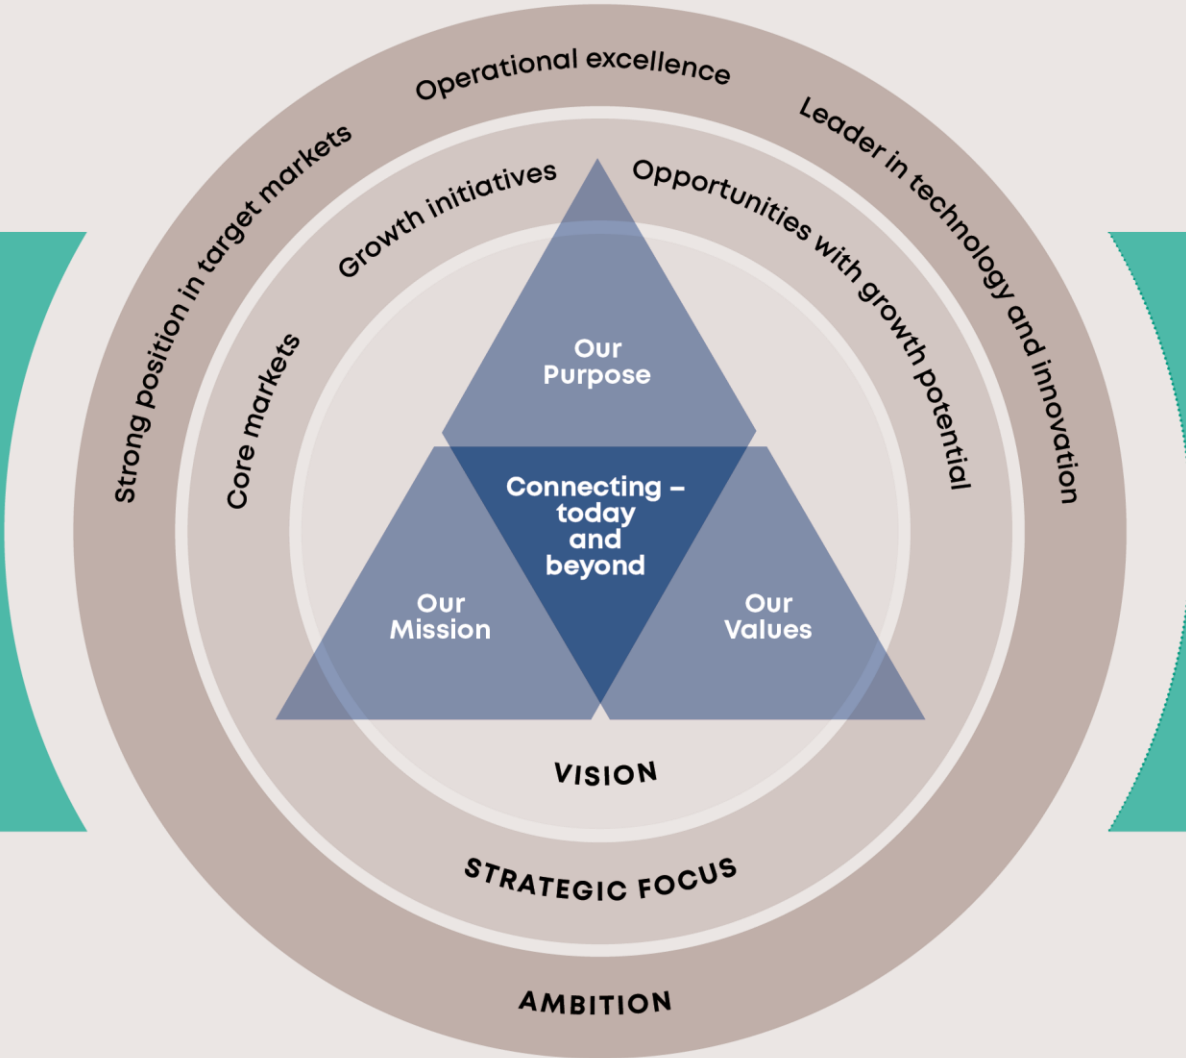 Strong position in target markets
Operational excellence
Leader in technology and innovation
Core markets
Growth initiatives
Opportunities with growth potential
Our
Purpose
Connecting –
today
and
beyond
Our
Mission
Our
Values
VISION
STRATEGIC FOCUS
AMBITION